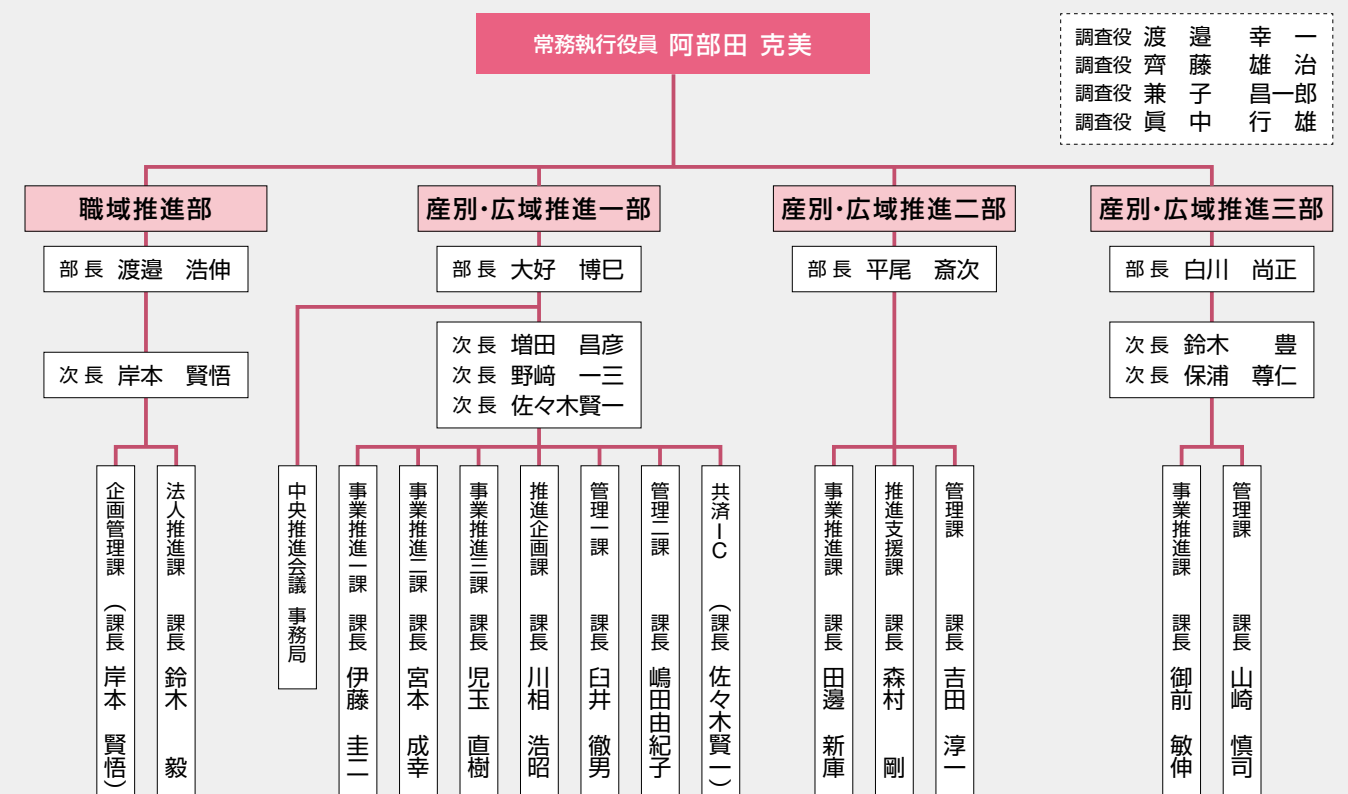 常務執行役員 阿部田 克美
調査役 渡邉 幸一
調査役 齊藤 雄治
調査役 兼子 昌一郎
調査役 眞中 行雄
職域推進部
部長 渡邉 浩伸
次長 岸本 賢悟
企画管理課 （課長 岸本 賢悟）
法人推進課 課長 鈴木 毅
産別・広域推進一部
部長 大好 博巳
次長 増田 昌彦
次長 野﨑 一三
次長 佐々木賢一
中央推進会議 事務局
事業推進一課 課長 伊藤 圭二
事業推進二課 課長 宮本 成幸
事業推進三課 課長 児玉 直樹
推進企画課 課長 川相 浩昭
管理一課 課長 臼井 徹男
管理二課 課長 嶋田由紀子
共済IC （課長 佐々木賢一）
産別・広域推進二部
部長 平尾 斎次
事業推進課 課長 田邊 新庫
推進支援課 課長 森村 剛
管理課 課長 吉田 淳一
産別・広域推進三部
部長 白川 尚正
次長 鈴木 豊
次長 保浦 尊仁
事業推進課 課長 御前 敏伸
管理課 課長 山崎 慎司